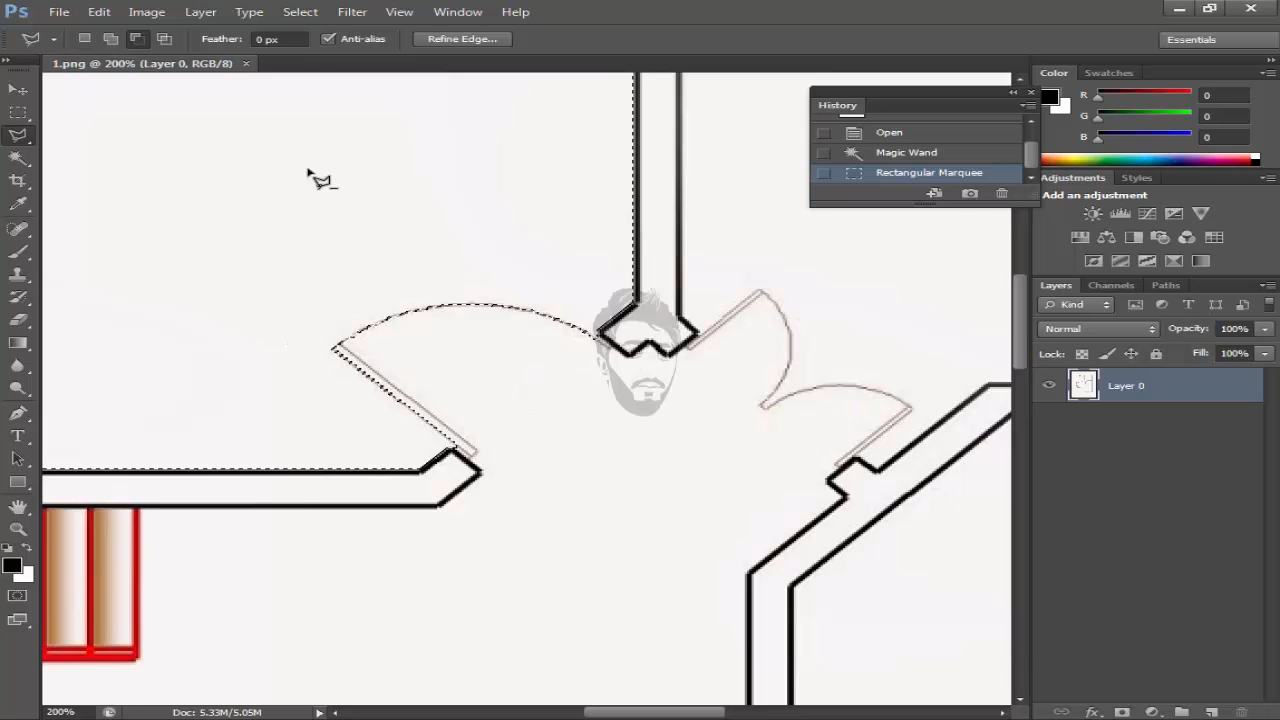 Ps File Edit Image Layer Type Select Filter View Window Help
Feather: 0 px Anti-alias Refine Edge... Essentials
1.png @ 200% (Layer 0, RGB/8) ×
History
Open
Magic Wand
Rectangular Marquee
Color Swatches
R 0
G 0
B 0
Adjustments Styles
Add an adjustment
Layers Channels Paths
Kind
Normal Opacity: 100%
Lock: Fill: 100%
Layer 0
200% Doc: 5.33M/5.05M